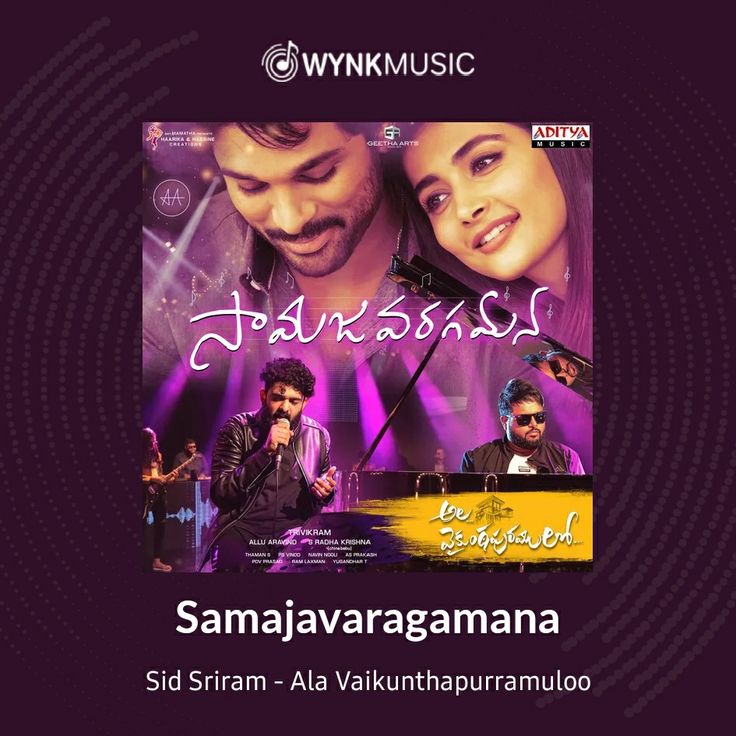 WYNKMUSIC
HAARIKA & HASSINE
CREATIONS
GEETHA ARTS
ADITYA
MUSIC
AA
సామజవరగమన
TRIVIKRAM
ALLU ARAVIND S RADHA KRISHNA
(chinababu)
THAMAN S PS VINOD NAVIN NOOLI AS PRAKASH
PDV PRASAD RAM LAXMAN YUGANDHAR T
అల
వైకుంఠపురములో...
Samajavaragamana
Sid Sriram - Ala Vaikunthapurramuloo